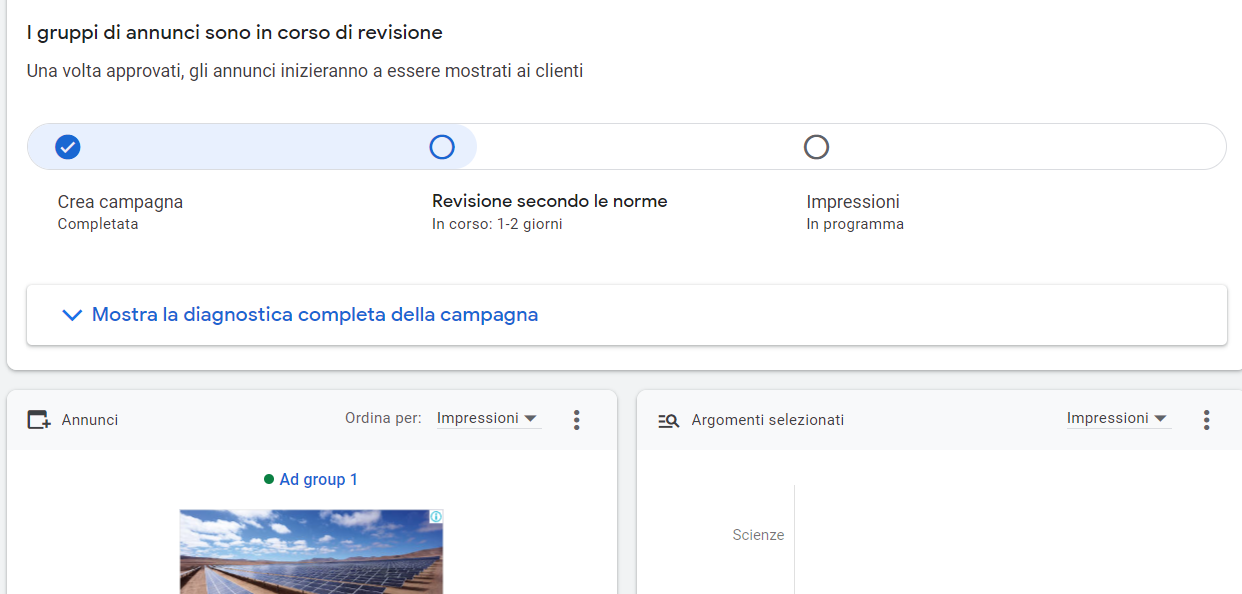 I gruppi di annunci sono in corso di revisione
Una volta approvati, gli annunci inizieranno a essere mostrati ai clienti
Crea campagna
Completata
Revisione secondo le norme
In corso: 1-2 giorni
Impressioni
In programma
Mostra la diagnostica completa della campagna
Annunci
Ordina per: Impressioni
Ad group 1
Argomenti selezionati
Impressioni
Scienze